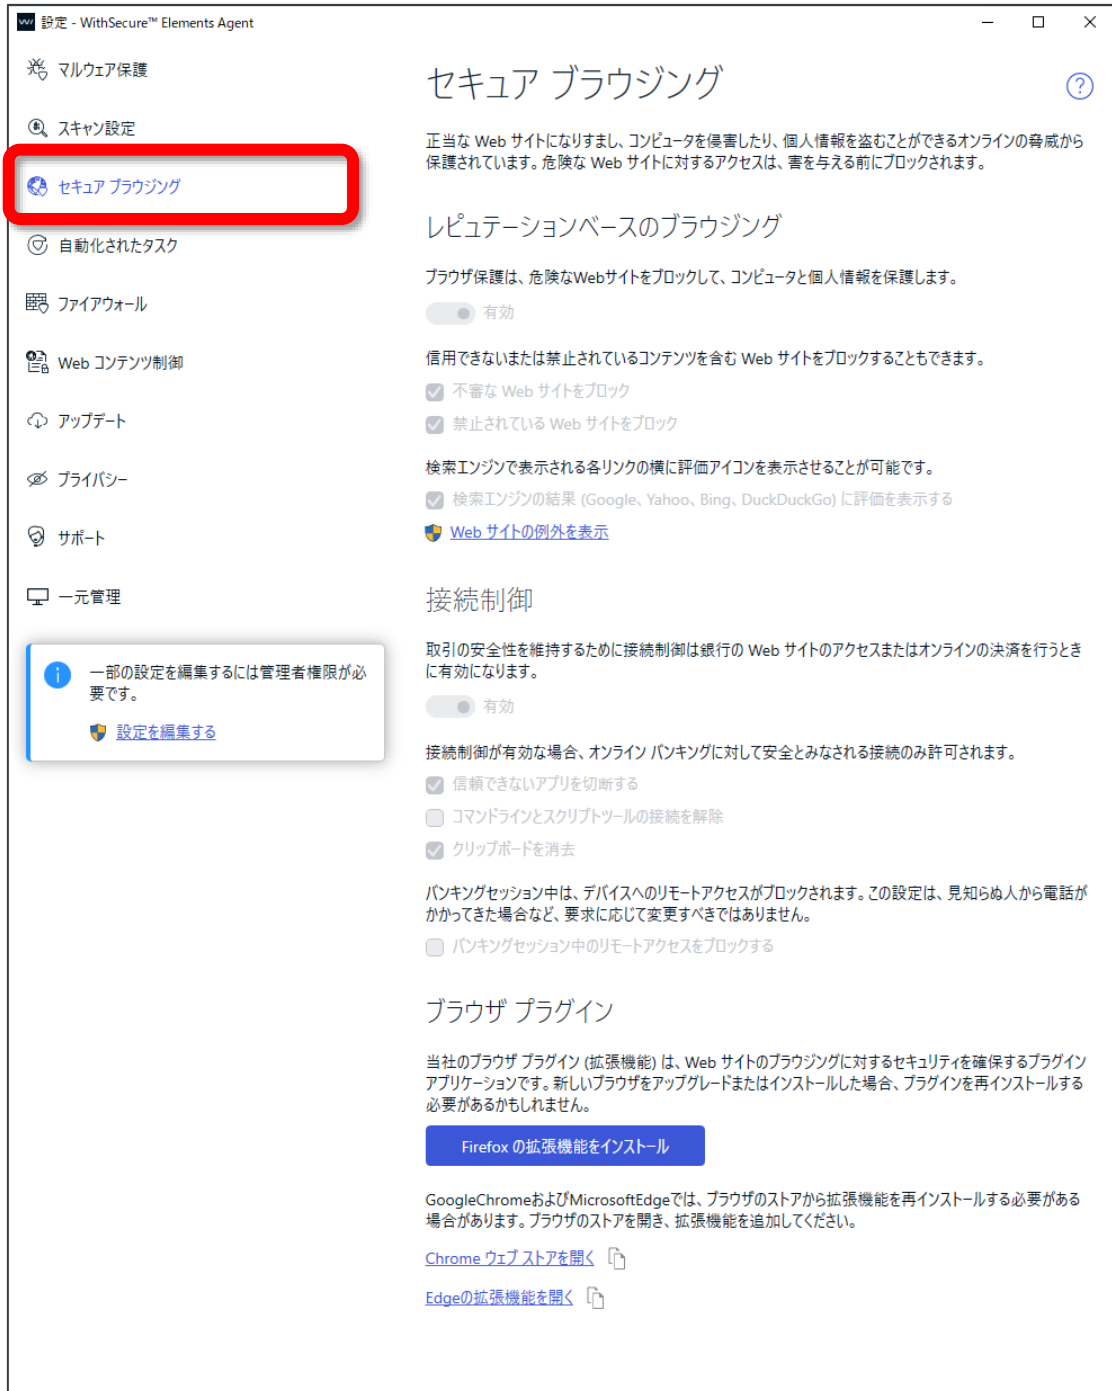 設定 - WithSecure™ Elements Agent
マルウェア保護
スキャン設定
セキュア ブラウジング
自動化されたタスク
ファイアウォール
Web コンテンツ制御
アップデート
プライバシー
サポート
一元管理
一部の設定を編集するには管理者権限が必
要です。
設定を編集する
セキュア ブラウジング
正当な Web サイトになりすまし、コンピュータを侵害したり、個人情報を盗むことができるオンラインの脅威から
保護されています。危険な Web サイトに対するアクセスは、害を与える前にブロックされます。
レピュテーションベースのブラウジング
ブラウザ保護は、危険なWebサイトをブロックして、コンピュータと個人情報を保護します。
有効
信用できないまたは禁止されているコンテンツを含む Web サイトをブロックすることもできます。
不審な Web サイトをブロック
禁止されている Web サイトをブロック
検索エンジンで表示される各リンクの横に評価アイコンを表示させることが可能です。
検索エンジンの結果 (Google、Yahoo、Bing、DuckDuckGo) に評価を表示する
Web サイトの例外を表示
接続制御
取引の安全性を維持するために接続制御は銀行の Web サイトのアクセスまたはオンラインの決済を行うとき
に有効になります。
有効
接続制御が有効な場合、オンライン バンキングに対して安全とみなされる接続のみ許可されます。
信頼できないアプリを切断する
コマンドラインとスクリプトツールの接続を解除
クリップボードを消去
バンキングセッション中は、デバイスへのリモートアクセスがブロックされます。この設定は、見知らぬ人から電話が
かかってきた場合など、要求に応じて変更すべきではありません。
バンキングセッション中のリモートアクセスをブロックする
ブラウザ プラグイン
当社のブラウザ プラグイン (拡張機能) は、Web サイトのブラウジングに対するセキュリティを確保するプラグイン
アプリケーションです。新しいブラウザをアップグレードまたはインストールした場合、プラグインを再インストールする
必要があるかもしれません。
Firefox の拡張機能をインストール
GoogleChromeおよびMicrosoftEdgeでは、ブラウザのストアから拡張機能を再インストールする必要がある
場合があります。ブラウザのストアを開き、拡張機能を追加してください。
Chrome ウェブ ストアを開く
Edgeの拡張機能を開く